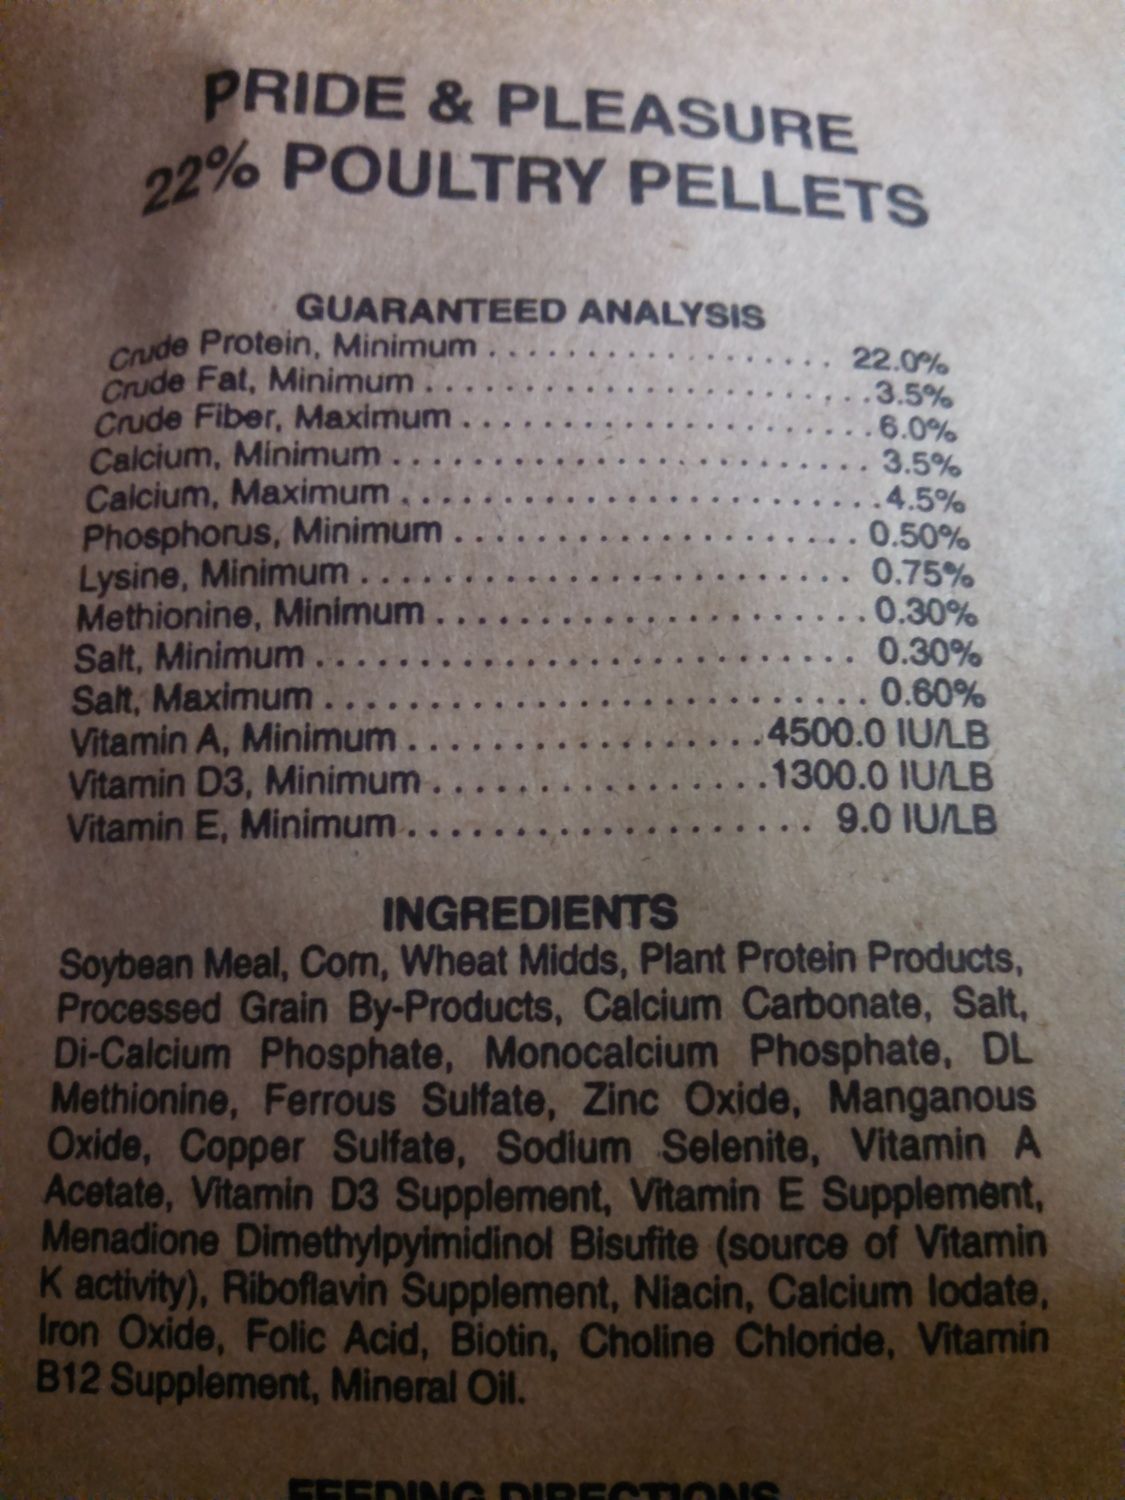 PRIDE & PLEASURE
22% POULTRY PELLETS
GUARANTEED ANALYSIS
Crude Protein, Minimum . . . . . . . . . . . . . . . . . 22.0%
Crude Fat, Minimum . . . . . . . . . . . . . . . . . . . . . . 3.5%
Crude Fiber, Maximum . . . . . . . . . . . . . . . . . . . . 6.0%
Calcium, Minimum . . . . . . . . . . . . . . . . . . . . . . . 3.5%
Calcium, Maximum . . . . . . . . . . . . . . . . . . . . . . . 4.5%
Phosphorus, Minimum . . . . . . . . . . . . . . . . . . . . 0.50%
Lysine, Minimum . . . . . . . . . . . . . . . . . . . . . . . . 0.75%
Methionine, Minimum . . . . . . . . . . . . . . . . . . . . . 0.30%
Salt, Minimum . . . . . . . . . . . . . . . . . . . . . . . . . . 0.30%
Salt, Maximum . . . . . . . . . . . . . . . . . . . . . . . . . . 0.60%
Vitamin A, Minimum . . . . . . . . . . . . . . . . . 4500.0 IU/LB
Vitamin D3, Minimum . . . . . . . . . . . . . . . . 1300.0 IU/LB
Vitamin E, Minimum . . . . . . . . . . . . . . . . . . . . 9.0 IU/LB
INGREDIENTS
Soybean Meal, Corn, Wheat Midds, Plant Protein Products,
Processed Grain By-Products, Calcium Carbonate, Salt,
Di-Calcium Phosphate, Monocalcium Phosphate, DL
Methionine, Ferrous Sulfate, Zinc Oxide, Manganous
Oxide, Copper Sulfate, Sodium Selenite, Vitamin A
Acetate, Vitamin D3 Supplement, Vitamin E Supplement,
Menadione Dimethylpyimidinol Bisufite (source of Vitamin
K activity), Riboflavin Supplement, Niacin, Calcium Iodate,
Iron Oxide, Folic Acid, Biotin, Choline Chloride, Vitamin
B12 Supplement, Mineral Oil.
FEEDING DIRECTIONS